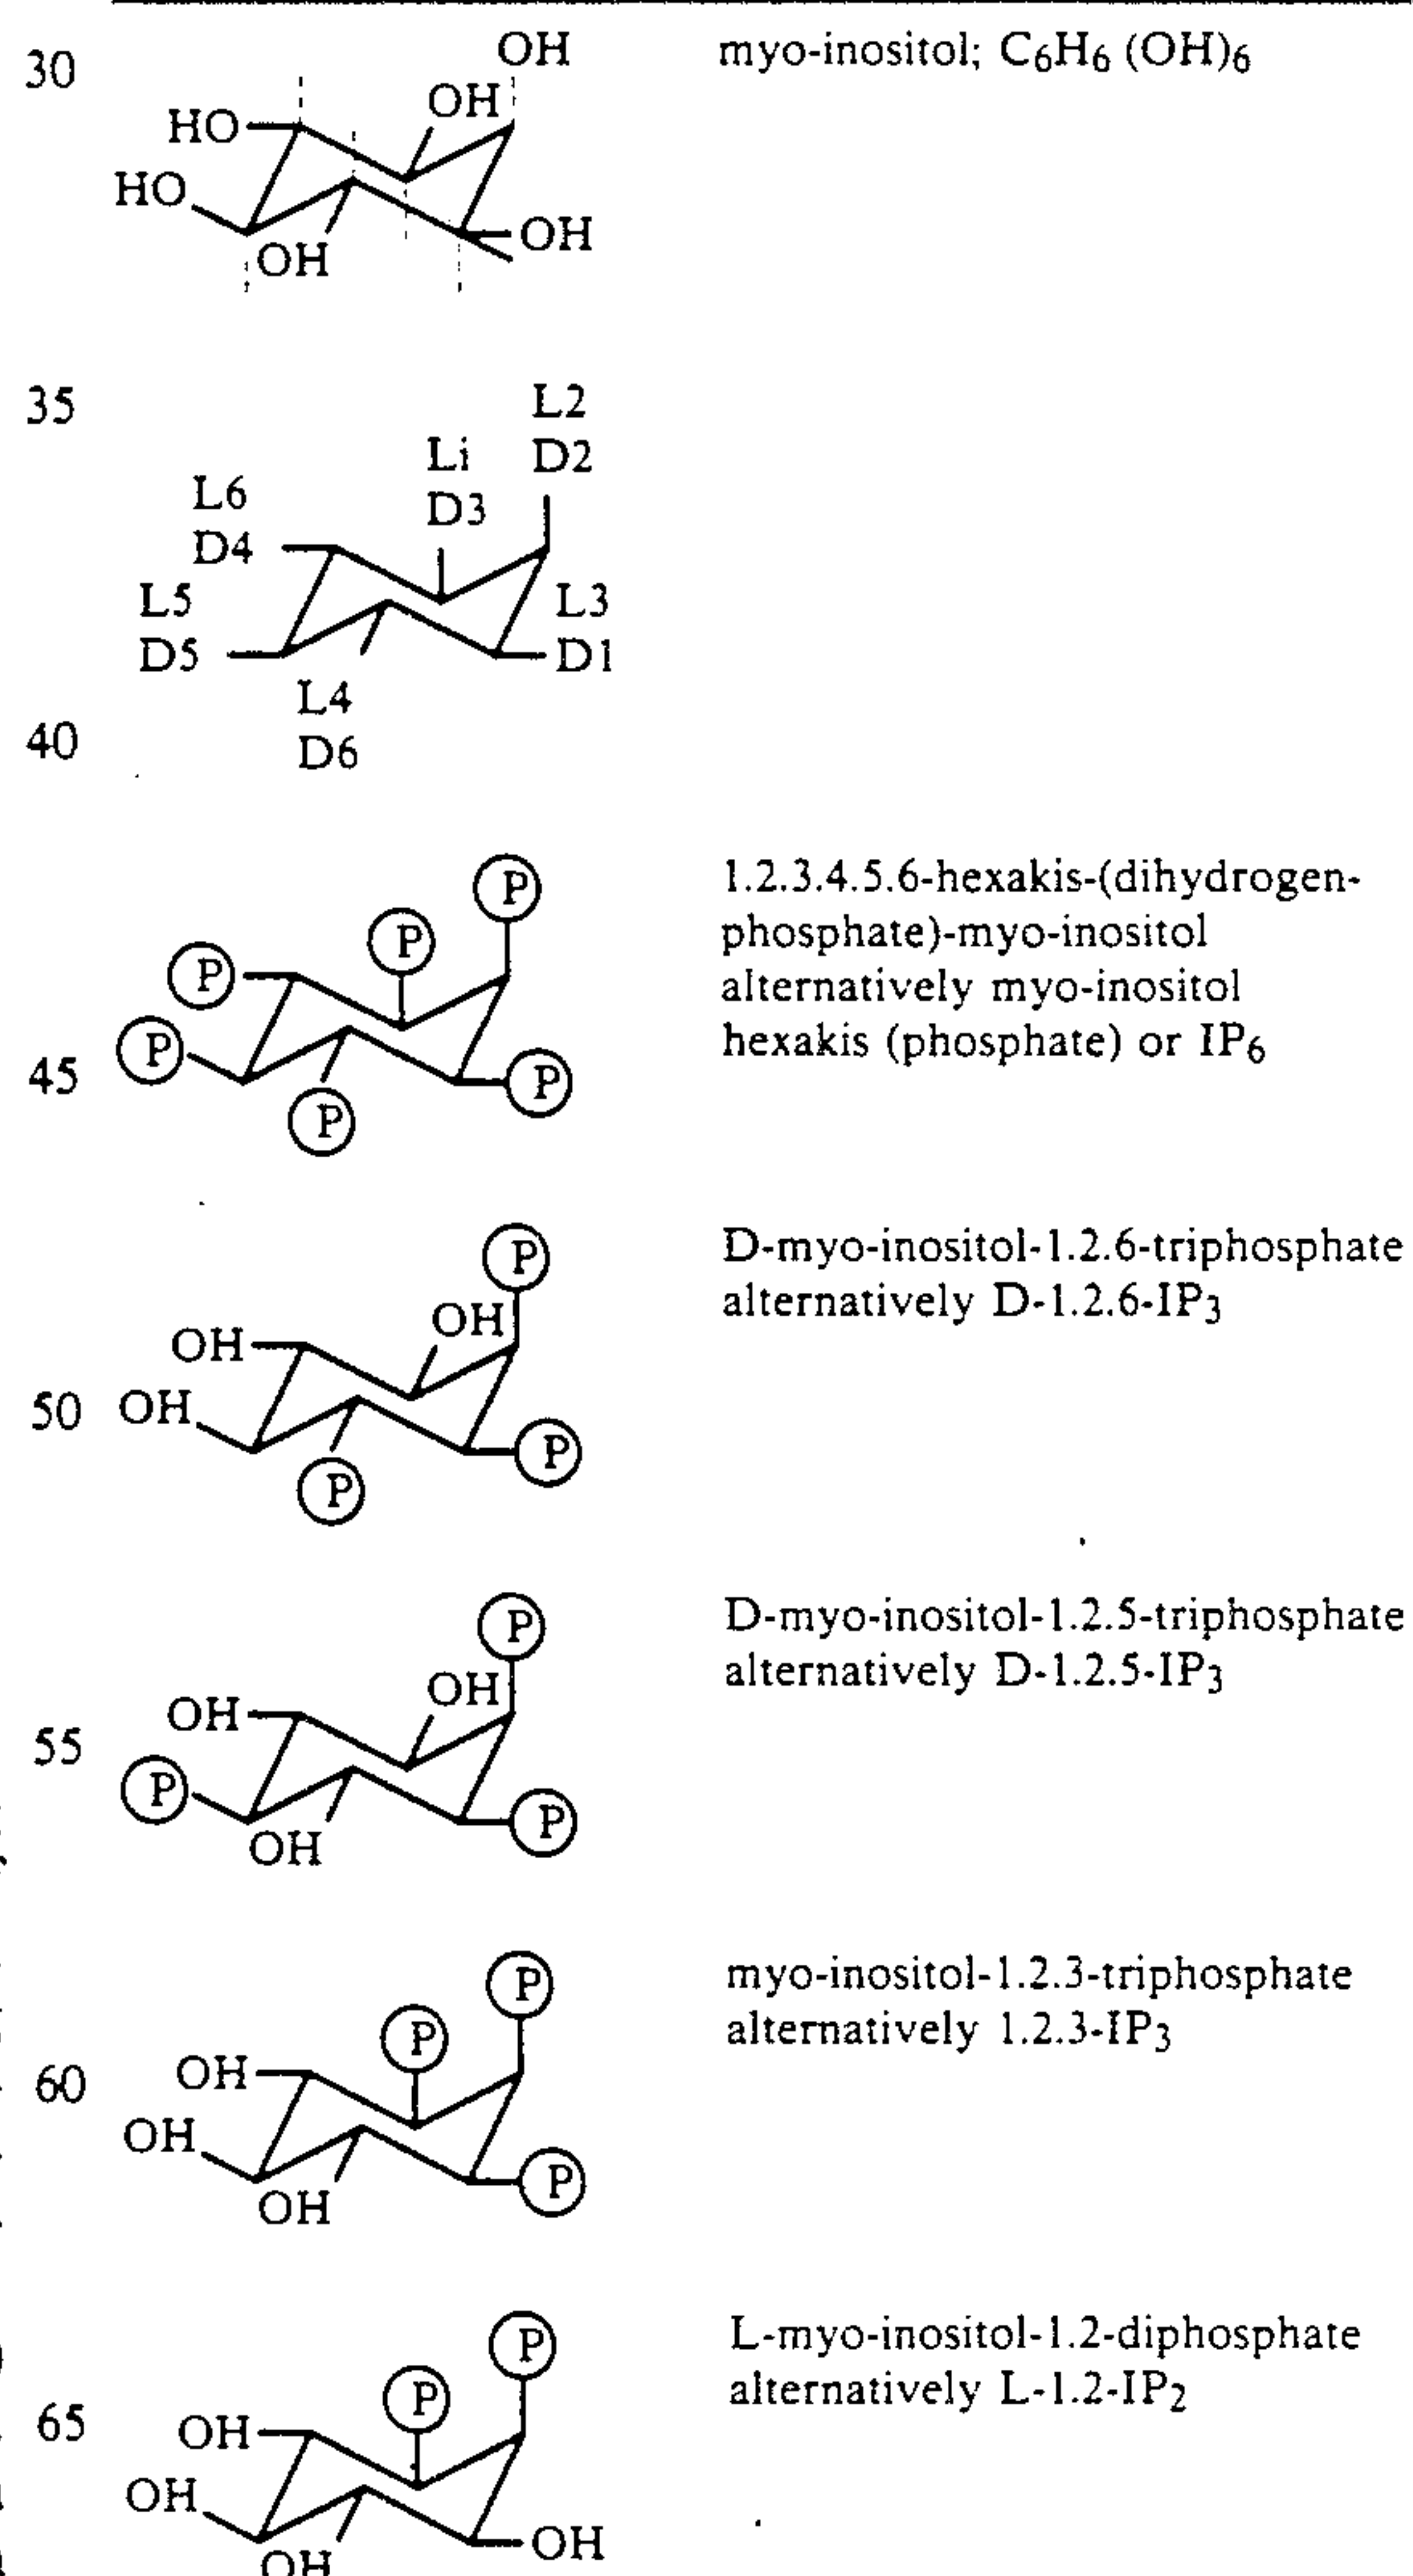 30
OH
myo-inositol; C6H6 (OH)6
OH
HO
HO
OH
OH
35
L2
Li D2
L6 D3
D4
L5 L3
D5 D1
L4
40
D6
P
1.2.3.4.5.6-hexakis-(dihydrogen-
P
phosphate)-myo-inositol
P
alternatively myo-inositol
45
P
hexakis (phosphate) or IP6
P
P
P
D-myo-inositol-1.2.6-triphosphate
OH
alternatively D-1.2.6-IP3
OH
50
OH
P
P
P
D-myo-inositol-1.2.5-triphosphate
OH
alternatively D-1.2.5-IP3
OH
55
P
P
OH
P
myo-inositol-1.2.3-triphosphate
P
alternatively 1.2.3-IP3
60
OH
OH
P
OH
P
L-myo-inositol-1.2-diphosphate
P
alternatively L-1.2-IP2
65
OH
OH
OH
OH